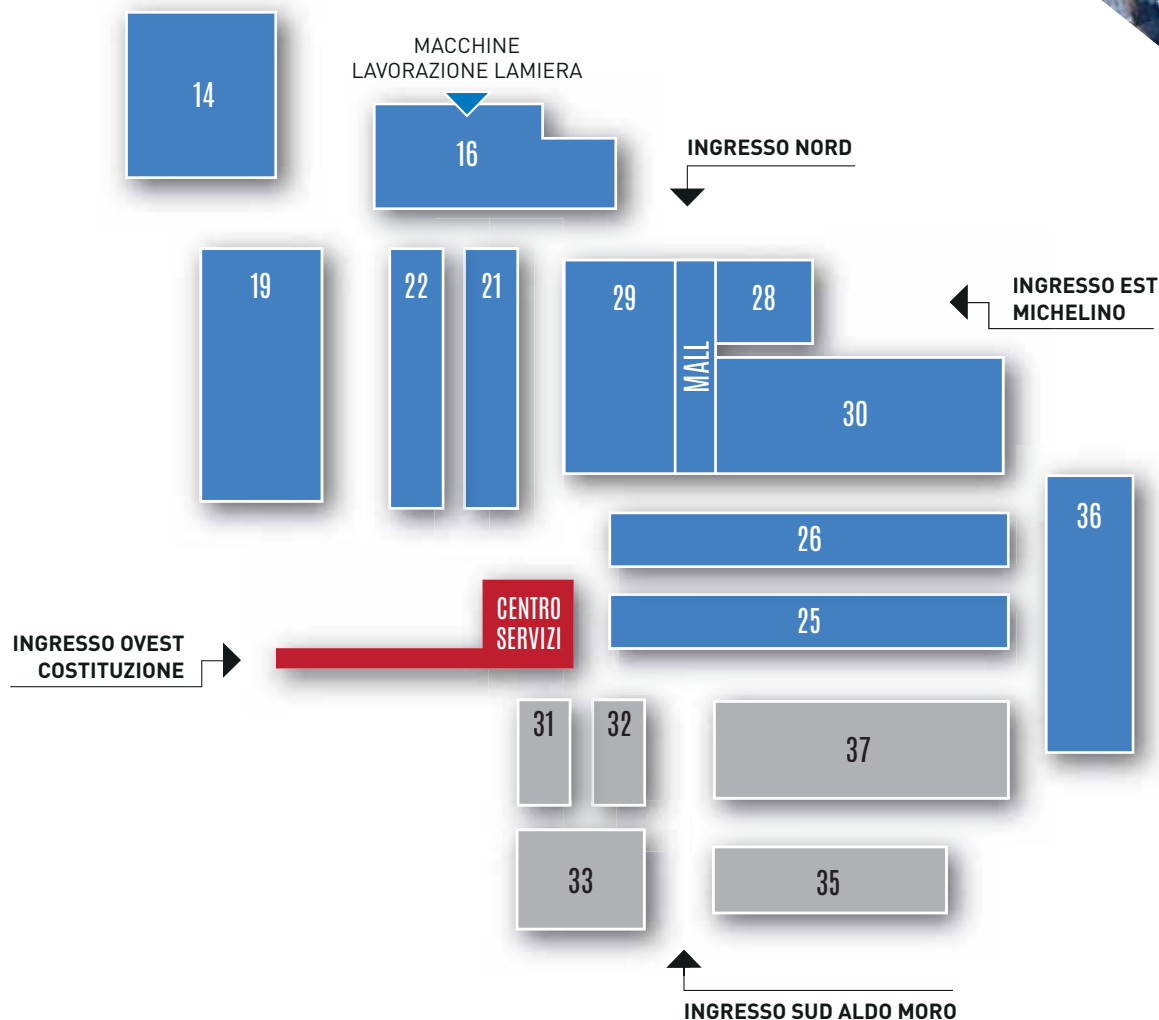 MACCHINE
LAVORAZIONE LAMIERA
14
16
INGRESSO NORD
19
22
21
29
MALL
28
INGRESSO EST
MICHELINO
30
36
26
25
CENTRO
SERVIZI
INGRESSO OVEST
COSTITUZIONE
31
32
37
33
35
INGRESSO SUD ALDO MORO